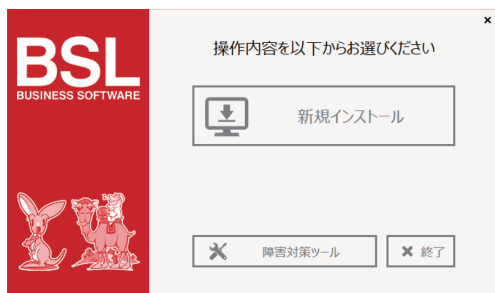 BSL
BUSINESS SOFTWARE
操作内容を以下からお選びください
新規インストール
障害対策ツール
終了